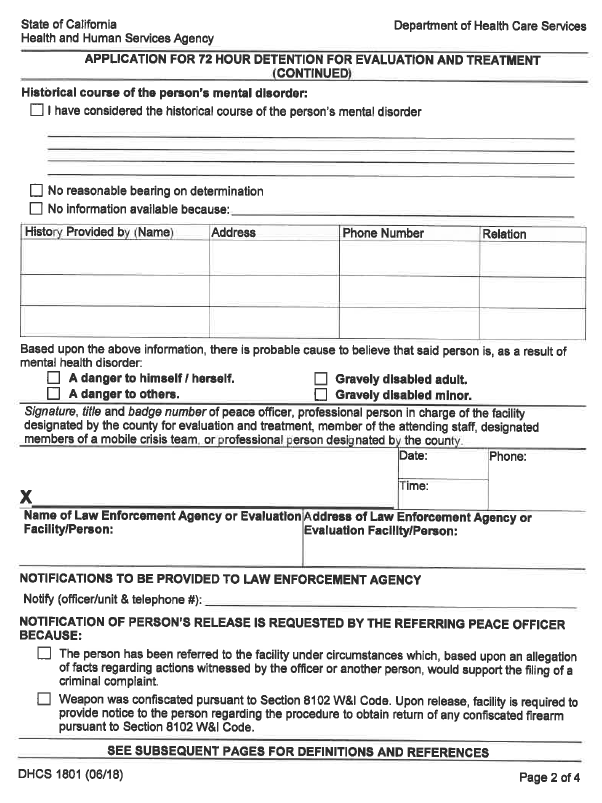 State of California
Department of Health Care Services
Health and Human Services Agency
APPLICATION FOR 72 HOUR DETENTION FOR EVALUATION AND TREATMENT
(CONTINUED)
Historical course of the person's mental disorder:
I have considered the historical course of the person's mental disorder
No reasonable bearing on determination
No information available because:
History Provided by (Name)
Address
Phone Number
Relation
Based upon the above information, there is probable cause to believe that said person is, as a result of
mental health disorder:
A danger to himself / herself.
Gravely disabled adult.
A danger to others.
Gravely disabled minor.
Signature, title and badge number of peace officer, professional person in charge of the facility
designated by the county for evaluation and treatment, member of the attending staff, designated
members of a mobile crisis team, or professional person designated by the county.
Date:
Phone:
Time:
X
Name of Law Enforcement Agency or Evaluation
Facility/Person:
Address of Law Enforcement Agency or
Evaluation Facility/Person:
NOTIFICATIONS TO BE PROVIDED TO LAW ENFORCEMENT AGENCY
Notify (officer/unit & telephone #):
NOTIFICATION OF PERSON'S RELEASE IS REQUESTED BY THE REFERRING PEACE OFFICER
BECAUSE:
The person has been referred to the facility under circumstances which, based upon an allegation
of facts regarding actions witnessed by the officer or another person, would support the filing of a
criminal complaint.
Weapon was confiscated pursuant to Section 8102 W&I Code. Upon release, facility is required to
provide notice to the person regarding the procedure to obtain return of any confiscated firearm
pursuant to Section 8102 W&I Code.
SEE SUBSEQUENT PAGES FOR DEFINITIONS AND REFERENCES
DHCS 1801 (06/18)
Page 2 of 4